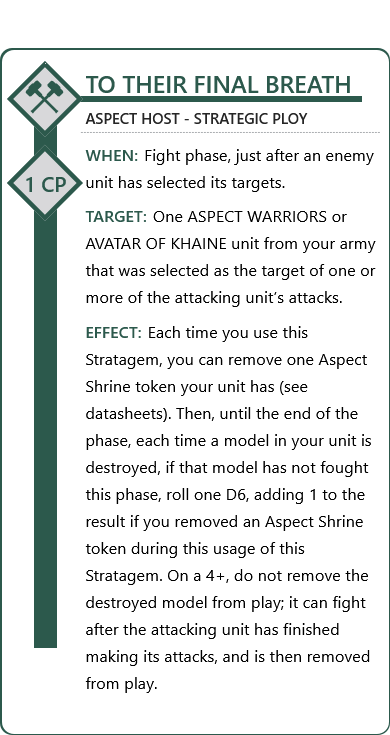 TO THEIR FINAL BREATH
ASPECT HOST - STRATEGIC PLOY
1 CP
WHEN: Fight phase, just after an enemy
unit has selected its targets.
TARGET: One ASPECT WARRIORS or
AVATAR OF KHAINE unit from your army
that was selected as the target of one or
more of the attacking unit’s attacks.
EFFECT: Each time you use this
Stratagem, you can remove one Aspect
Shrine token your unit has (see
datasheets). Then, until the end of the
phase, each time a model in your unit is
destroyed, if that model has not fought
this phase, roll one D6, adding 1 to the
result if you removed an Aspect Shrine
token during this usage of this
Stratagem. On a 4+, do not remove the
destroyed model from play; it can fight
after the attacking unit has finished
making its attacks, and is then removed
from play.